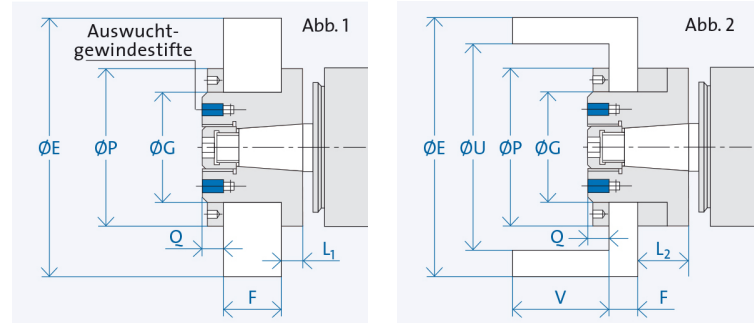 Abb. 1
Auswucht-
gewindestifte
ØE
ØP
ØG
Q
L1
F
Abb. 2
ØE
ØU
ØP
ØG
Q
L2
V
F